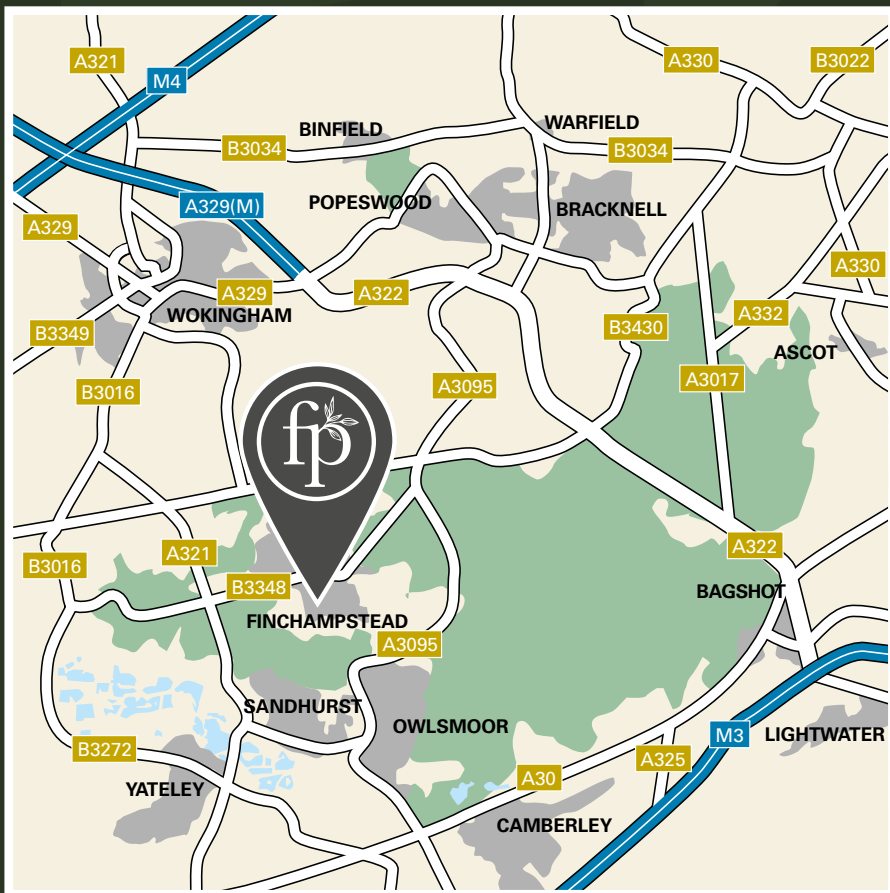 A321
A330
B3022
M4
BINFIELD
WARFIELD
B3034
B3034
A329(M)
POPESWOOD
BRACKNELL
A329
A330
A329
A322
WOKINGHAM
A332
B3349
B3430
ASCOT
B3016
A3095
A3017
fp
A322
A321
B3016
B3348
BAGSHOT
FINCHAMPSTEAD
A3095
SANDHURST
OWLSMOOR
M3
LIGHTWATER
B3272
A325
A30
YATELEY
CAMBERLEY